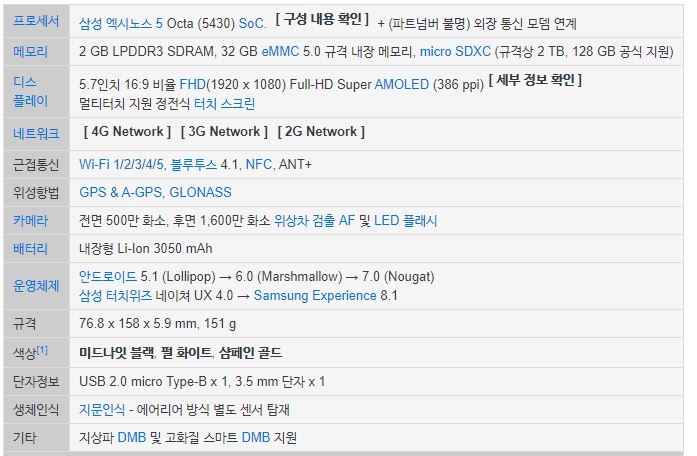 프로세서 삼성 엑시노스 5 Octa (5430) SoC. [ 구성 내용 확인 ] + (파트넘버 불명) 외장 통신 모뎀 연계
메모리 2 GB LPDDR3 SDRAM, 32 GB eMMC 5.0 규격 내장 메모리, micro SDXC (규격상 2 TB, 128 GB 공식 지원)
디스
플레이
5.7인치 16:9 비율 FHD(1920 x 1080) Full-HD Super AMOLED (386 ppi) [ 세부 정보 확인 ]
멀티터치 지원 정전식 터치 스크린
네트워크 [ 4G Network ] [ 3G Network ] [ 2G Network ]
근접통신 Wi-Fi 1/2/3/4/5, 블루투스 4.1, NFC, ANT+
위성항법 GPS & A-GPS, GLONASS
카메라 전면 500만 화소, 후면 1,600만 화소 위상차 검출 AF 및 LED 플래시
배터리 내장형 Li-Ion 3050 mAh
운영체제
안드로이드 5.1 (Lollipop) → 6.0 (Marshmallow) → 7.0 (Nougat)
삼성 터치위즈 네이쳐 UX 4.0 → Samsung Experience 8.1
규격 76.8 x 158 x 5.9 mm, 151 g
색상[1] 미드나잇 블랙, 펄 화이트, 샴페인 골드
단자정보 USB 2.0 micro Type-B x 1, 3.5 mm 단자 x 1
생체인식 지문인식 - 에어리어 방식 별도 센서 탑재
기타 지상파 DMB 및 고화질 스마트 DMB 지원